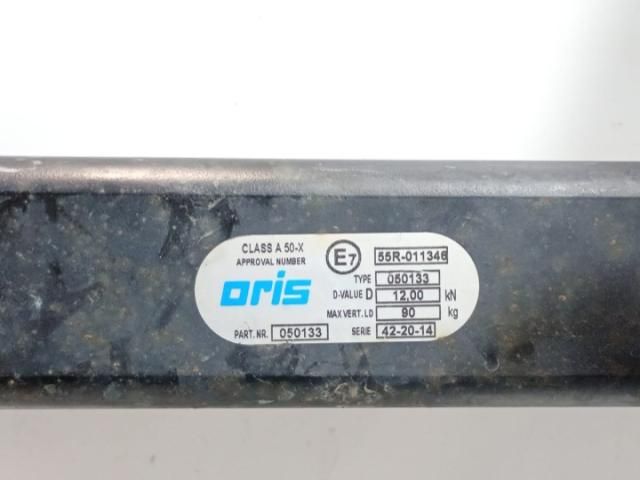 CLASS A 50-X
APPROVAL NUMBER E7 55R-011346
oris
TYPE 050133
D-VALUE D 12,00 kN
MAX VERT. LD 90 kg
PART. NR. 050133 SERIE 42-20-14